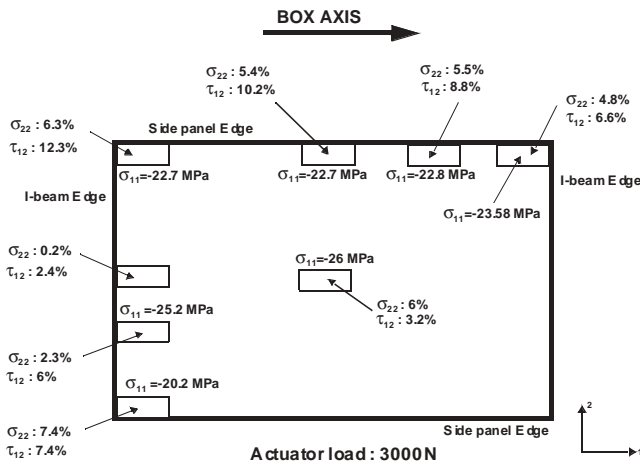 BOX AXIS
σ22 : 5.4%
τ12 : 10.2%
σ22 : 5.5%
τ12 : 8.8%
σ22 : 4.8%
τ12 : 6.6%
σ22 : 6.3%
τ12 : 12.3%
Side panel Edge
I-beam Edge
σ11=-22.7 MPa
σ11=-22.7 MPa
σ11=-22.8 MPa
σ11=-23.58 MPa
I-beam Edge
σ22 : 0.2%
τ12 : 2.4%
σ11=-26 MPa
σ22 : 6%
τ12 : 3.2%
σ11=-25.2 MPa
σ22 : 2.3%
τ12 : 6%
σ11 =-20.2 MPa
σ22 : 7.4%
τ12 : 7.4%
Side panel Edge
Actuator load : 3000N
2
1